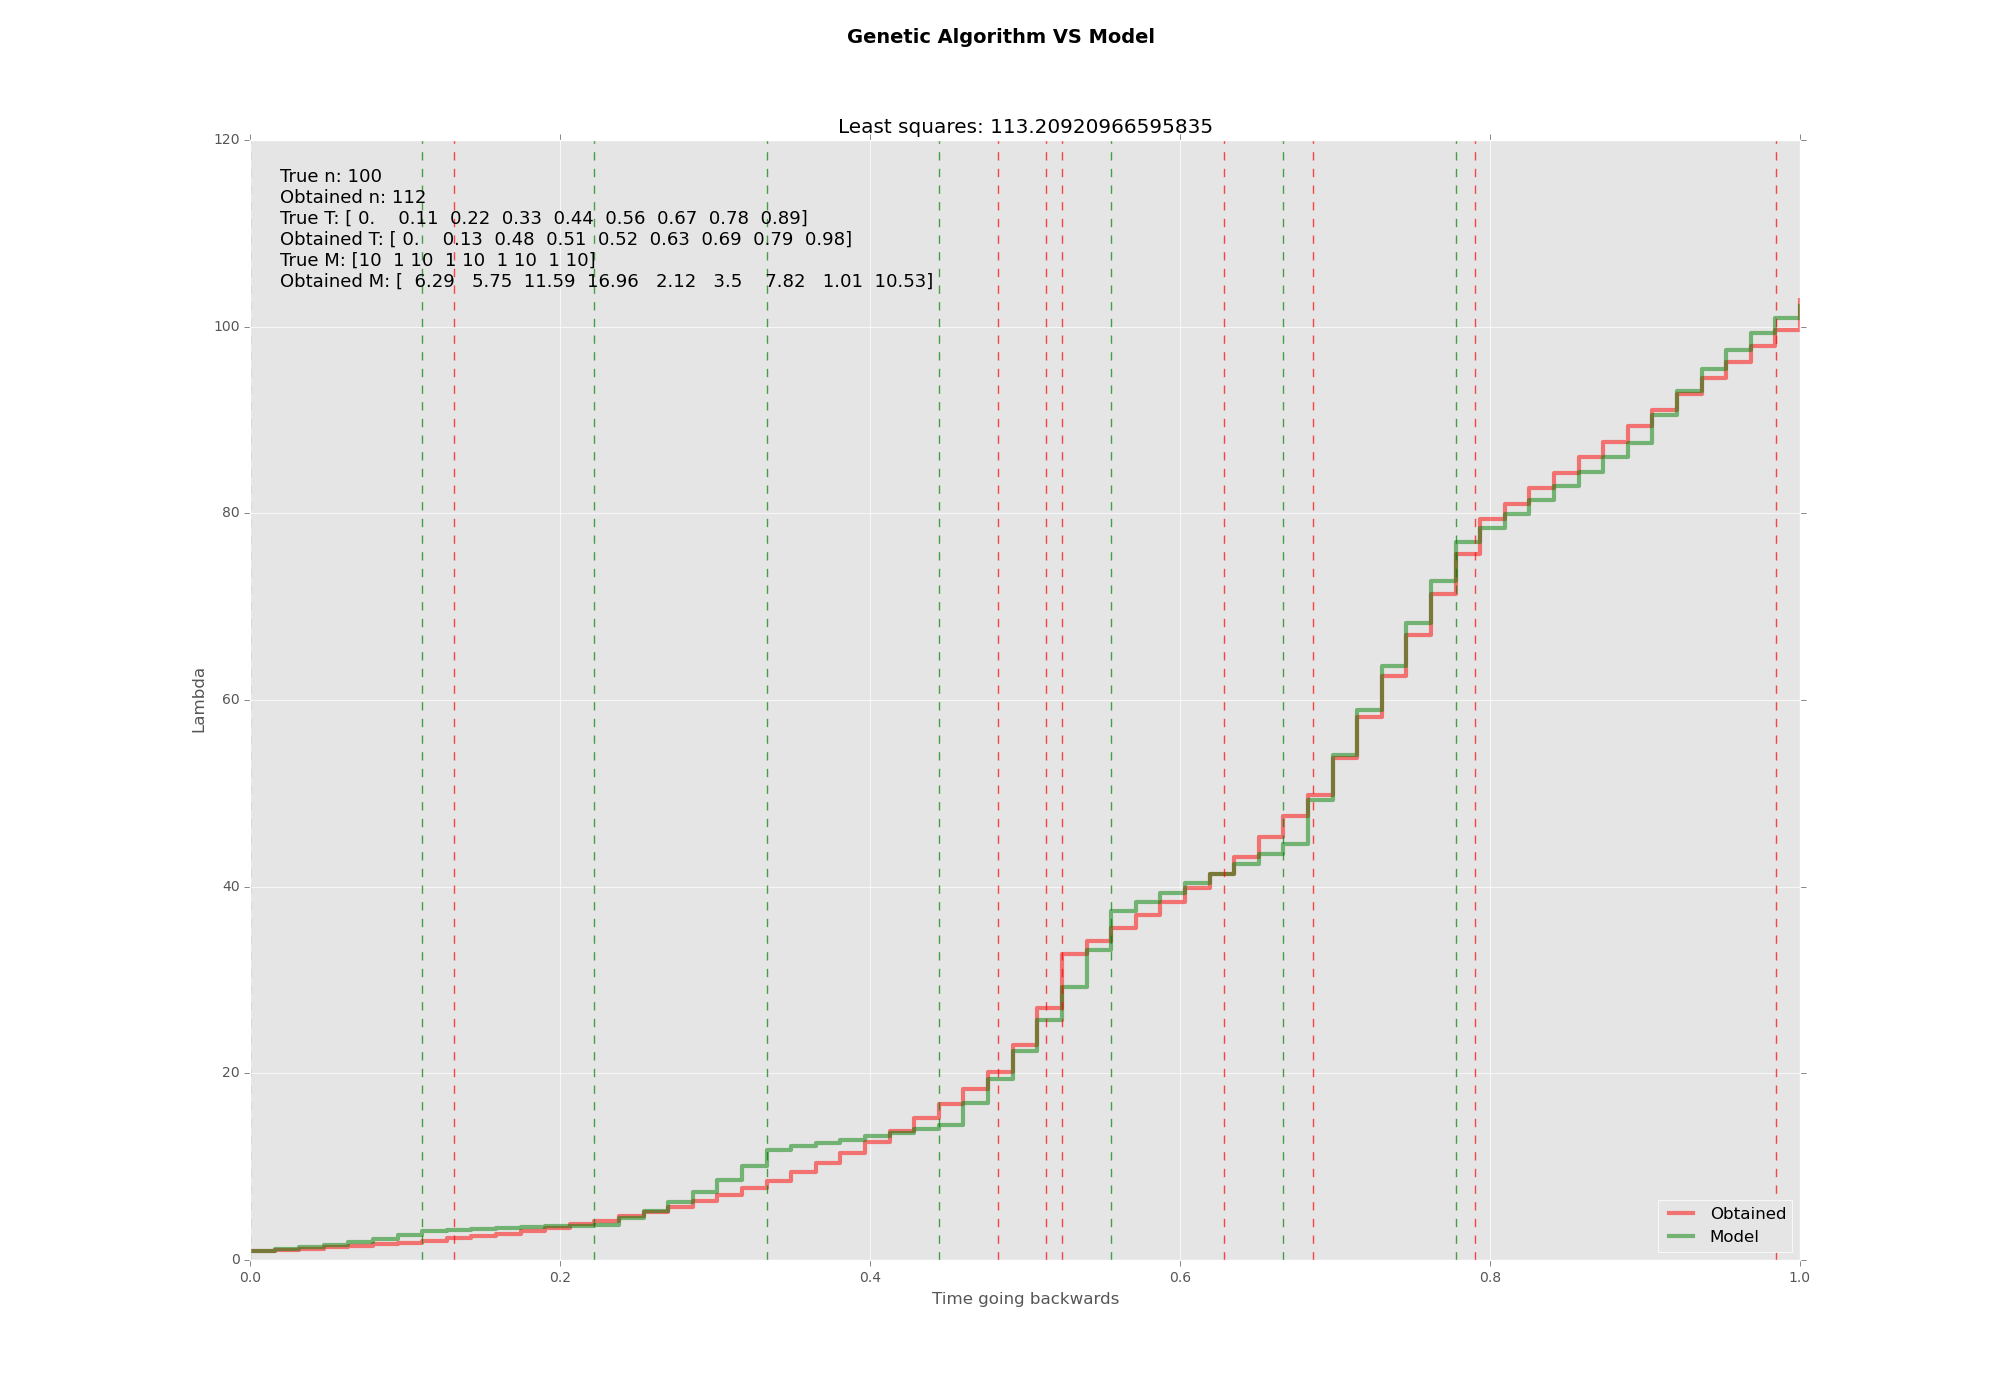 Genetic Algorithm VS Model
Least squares: 113.20920966595835
True n: 100
Obtained n: 112
True T: [ 0. 0.11 0.22 0.33 0.44 0.56 0.67 0.78 0.89]
Obtained T: [ 0. 0.13 0.48 0.51 0.52 0.63 0.69 0.79 0.98]
True M: [10 1 10 1 10 1 10 1 10]
Obtained M: [ 6.29 5.75 11.59 16.96 2.12 3.5 7.82 1.01 10.53]
120
100
80
60
40
20
0
Lambda
0.0 0.2 0.4 0.6 0.8 1.0
Time going backwards
Obtained
Model